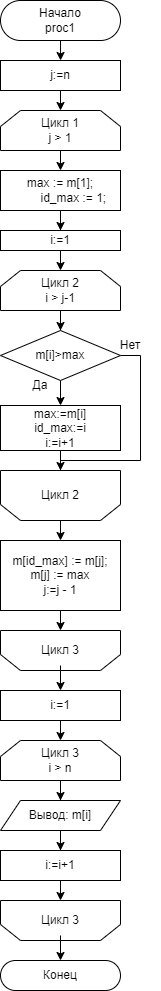 Начало
proc1
j:=n
Цикл 1
j > 1
max := m[1];
id_max := 1;
i:=1
Цикл 2
i > j-1
m[i]>max
Нет
Да
max:=m[i]
id_max:=i
i:=i+1
Цикл 2
m[id_max] := m[j];
m[j] := max
j:=j - 1
Цикл 3
i:=1
Цикл 3
i > n
Вывод: m[i]
i:=i+1
Цикл 3
Конец